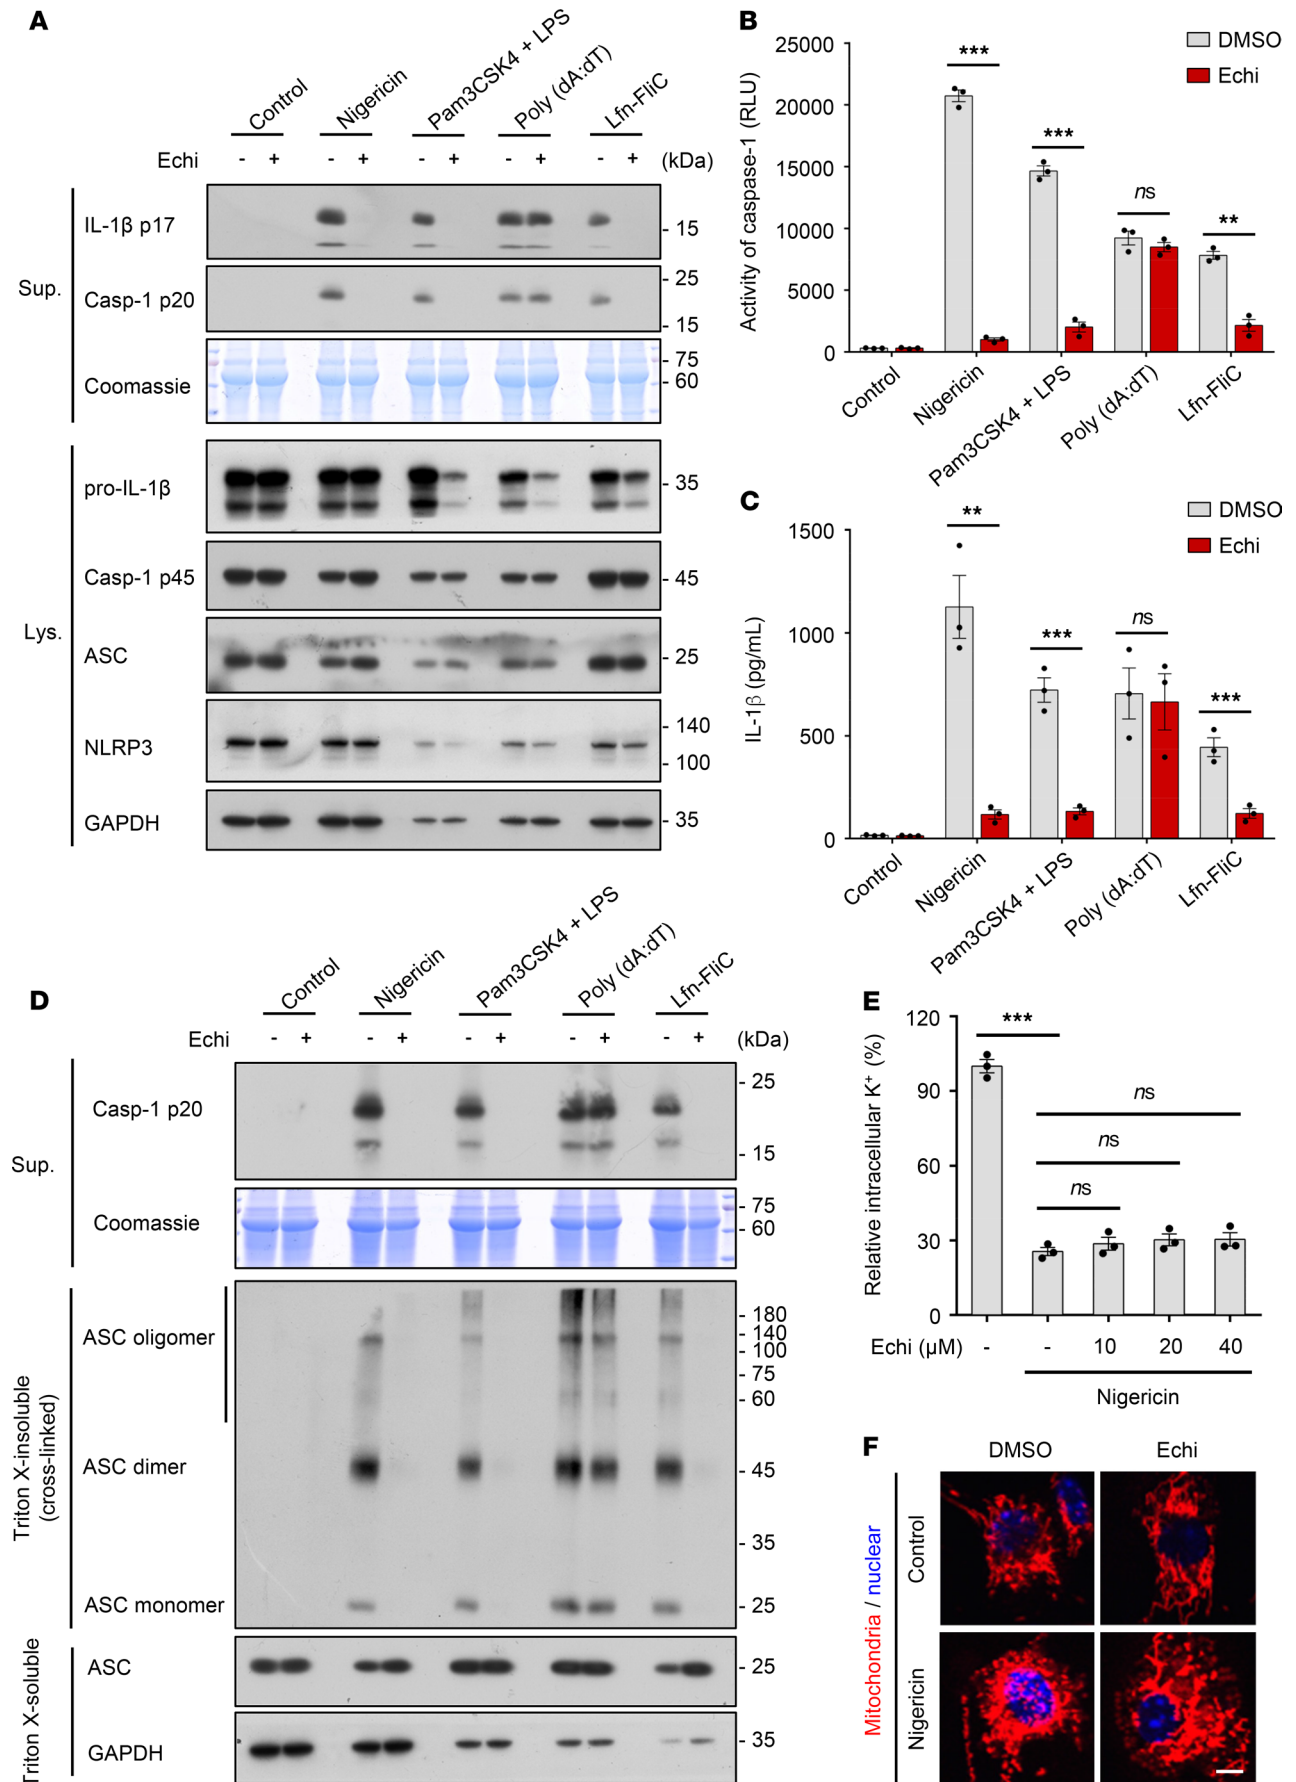 A
Control
Nigericin
Pam3CSK4 + LPS
Poly (dA:dT)
Lfn-FliC
Echi - + - + - + - + - + (kDa)
Sup.
IL-1β p17
- 15
Casp-1 p20
- 25
- 15
Coomassie
- 75
- 60
Lys.
pro-IL-1β
- 35
Casp-1 p45
- 45
ASC
- 25
NLRP3
- 140
- 100
GAPDH
- 35
B
Activity of caspase-1 (RLU)
25000
20000
15000
10000
5000
0
DMSO
Echi
***
***
ns
**
Control
Nigericin
Pam3CSK4 + LPS
Poly (dA:dT)
Lfn-FliC
C
IL-1β (pg/mL)
1500
1000
500
0
DMSO
Echi
**
***
ns
***
Control
Nigericin
Pam3CSK4 + LPS
Poly (dA:dT)
Lfn-FliC
D
Control
Nigericin
Pam3CSK4 + LPS
Poly (dA:dT)
Lfn-FliC
Echi - + - + - + - + - + (kDa)
Sup.
Casp-1 p20
- 25
- 15
Coomassie
- 75
- 60
Triton X-insoluble
(cross-linked)
ASC oligomer
- 180
- 140
- 100
- 75
- 60
ASC dimer
- 45
- 35
ASC monomer
- 25
Triton X-soluble
ASC
- 25
GAPDH
- 35
E
Relative intracellular K⁺ (%)
120
90
60
30
0
***
ns
ns
ns
Echi (μM) - - 10 20 40
Nigericin
F
DMSO Echi
Mitochondria / nuclear
Control
Nigericin